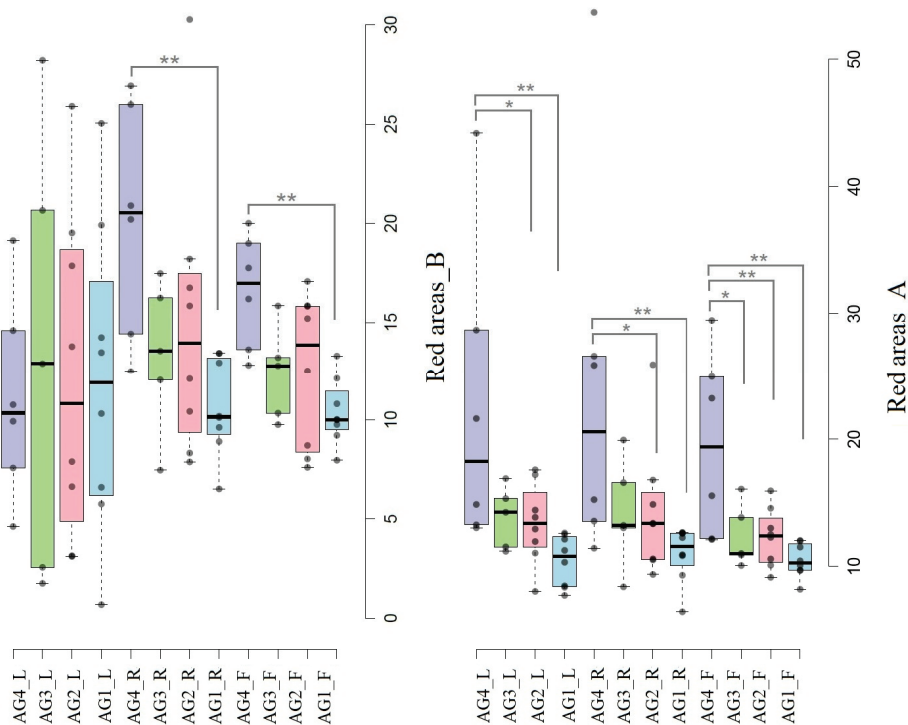 **
**
30
25
20
15
10
5
0
Red areas_B
AG4_L
AG3_L
AG2_L
AG1_L
AG4_R
AG3_R
AG2_R
AG1_R
AG4_F
AG3_F
AG2_F
AG1_F
**
*
**
*
**
**
*
50
40
30
20
10
Red areas_A
AG4_L
AG3_L
AG2_L
AG1_L
AG4_R
AG3_R
AG2_R
AG1_R
AG4_F
AG3_F
AG2_F
AG1_F